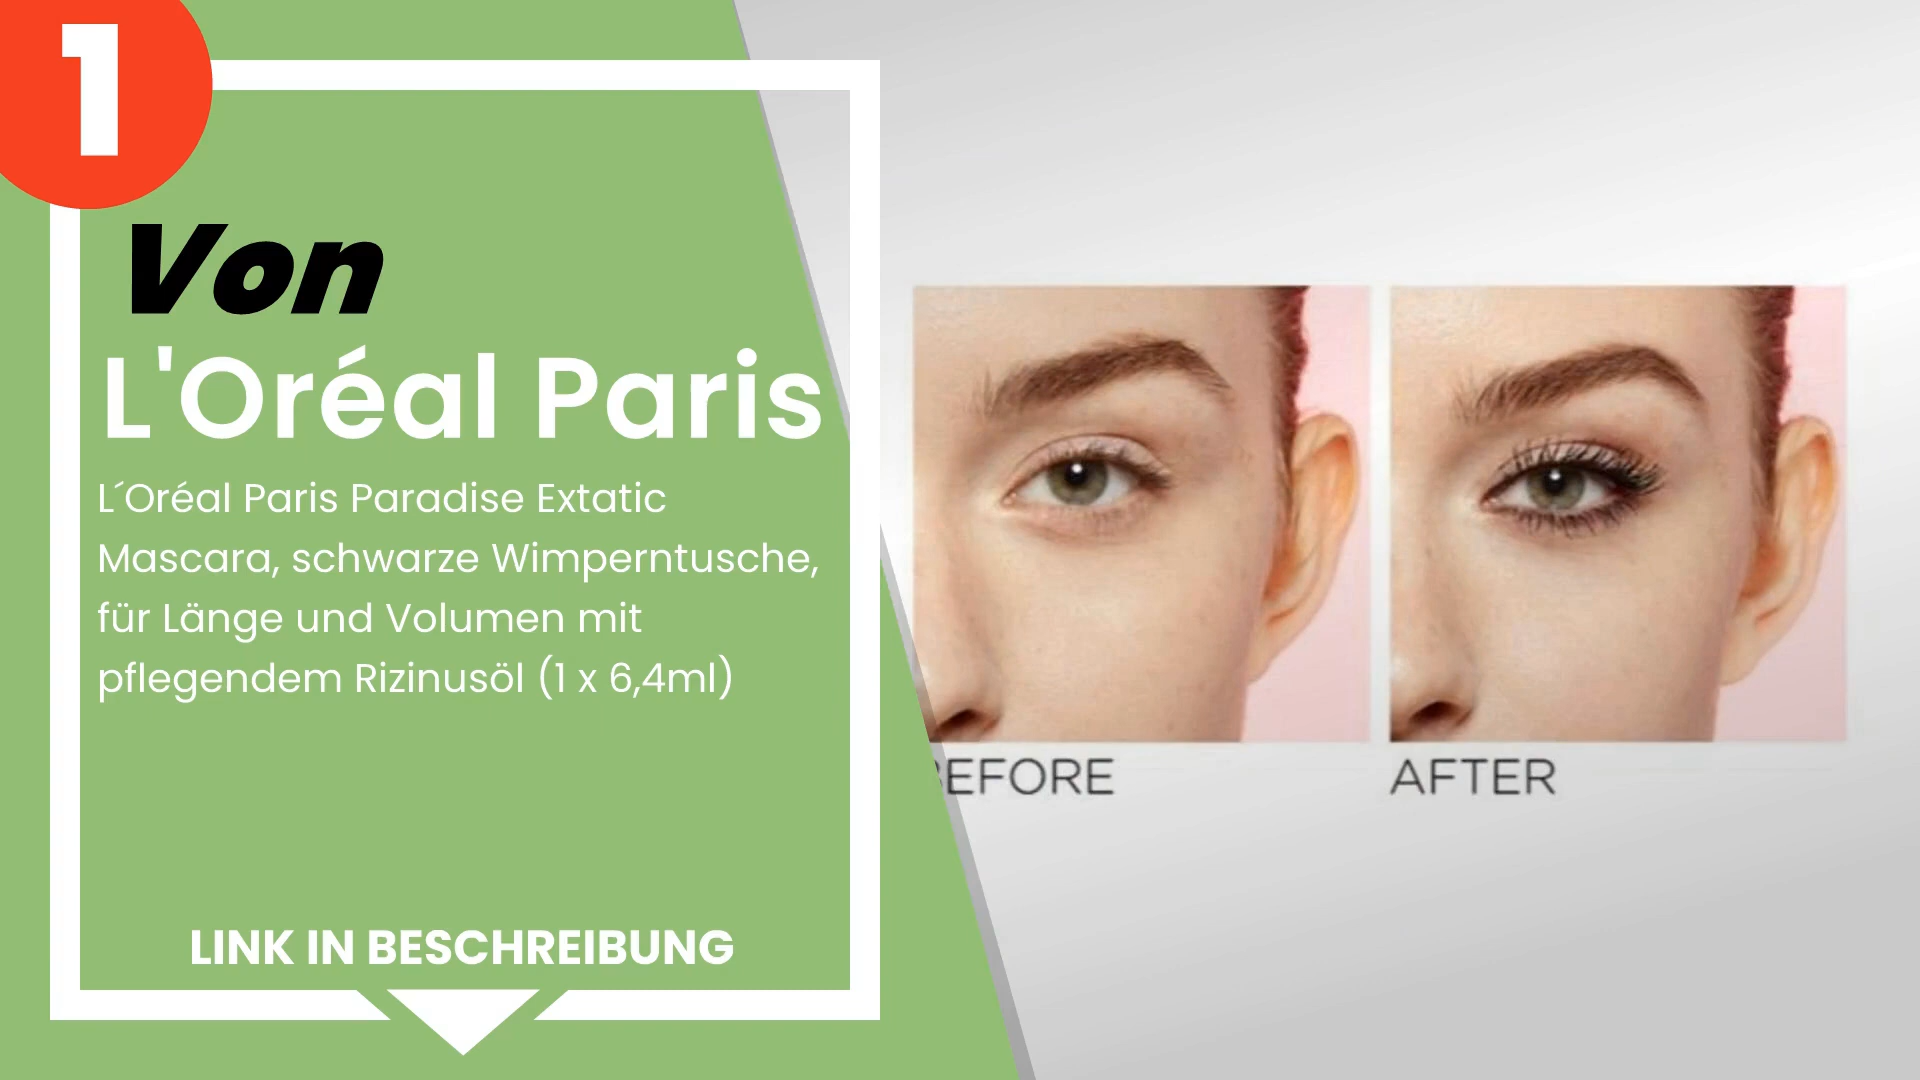 1
Von
L'Oréal Paris
L´Oréal Paris Paradise Extatic
Mascara, schwarze Wimperntusche,
für Länge und Volumen mit
pflegendem Rizinusöl (1 x 6,4ml)
LINK IN BESCHREIBUNG
BEFORE
AFTER